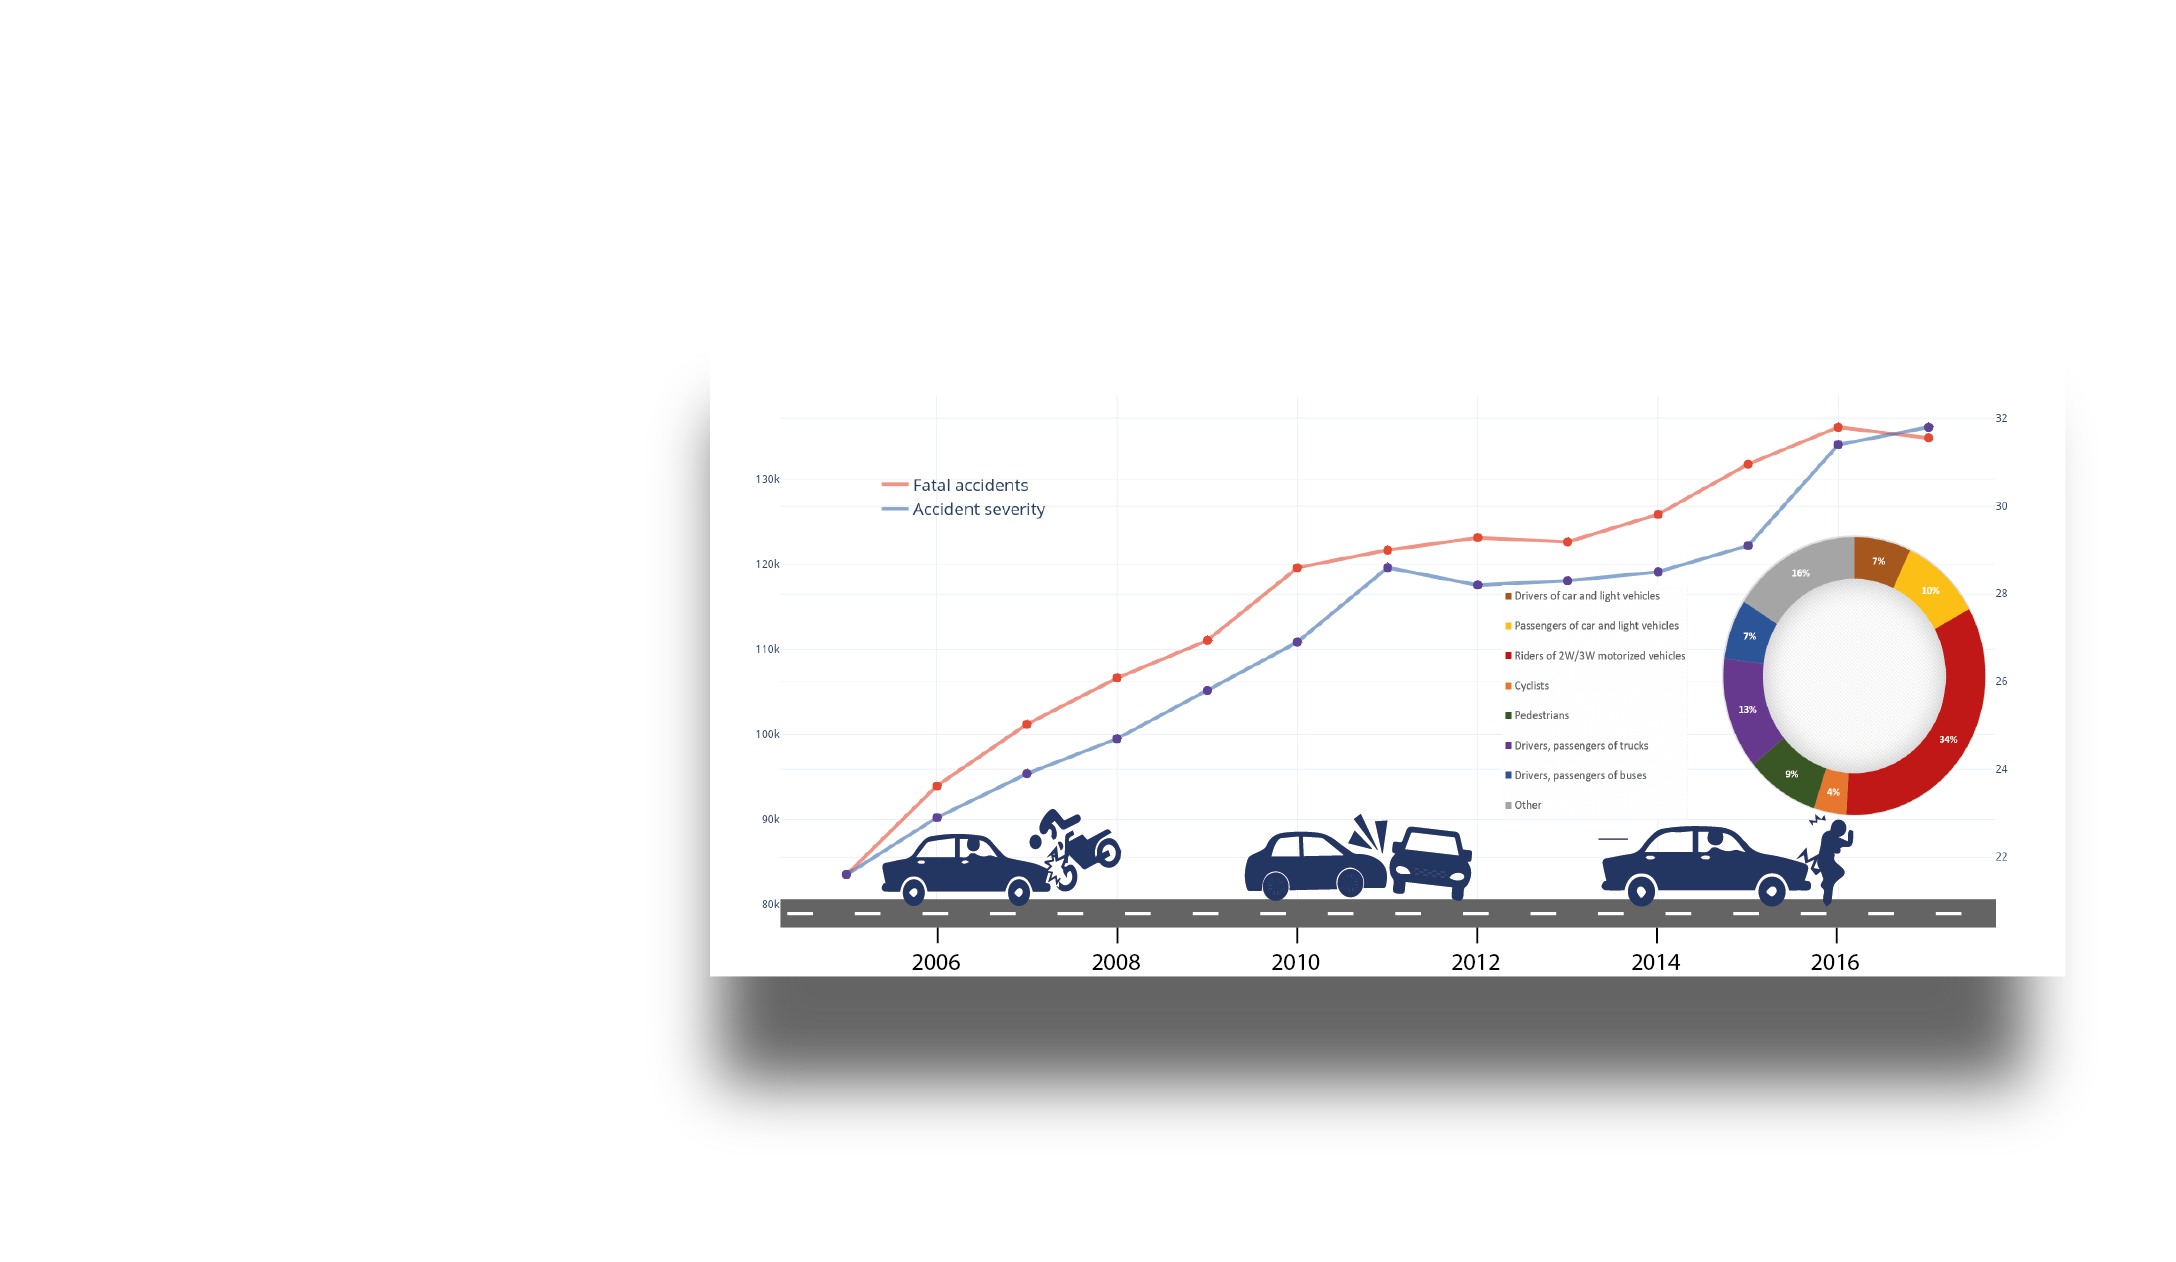 32
130k
Fatal accidents
Accident severity
30
120k
7%
16%
10%
Drivers of car and light vehicles
28
Passengers of car and light vehicles
7%
110k
Riders of 2W/3W motorized vehicles
26
Cyclists
13%
Pedestrians
100k
34%
Drivers, passengers of trucks
24
9%
Drivers, passengers of buses
4%
Other
90k
22
80k
2006 2008 2010 2012 2014 2016